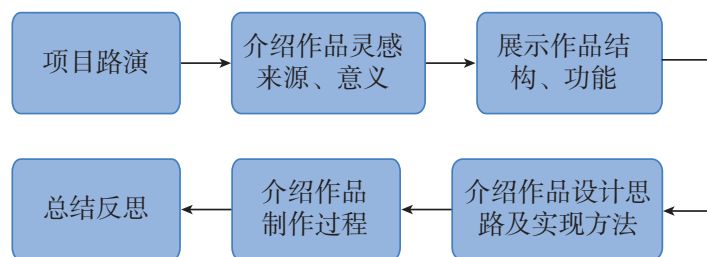 项目路演
介绍作品灵感
来源、意义
展示作品结
构、功能
介绍作品设计思
路及实现方法
介绍作品
制作过程
总结反思